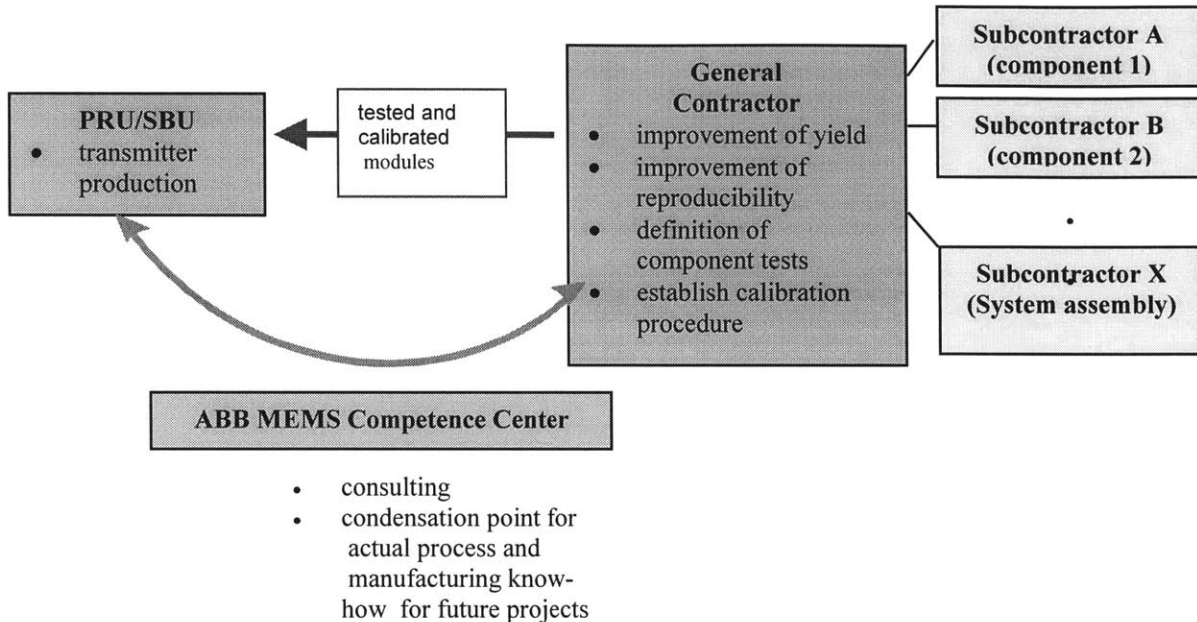 PRU/SBU
• transmitter
production
tested and
calibrated
modules
General
Contractor
• improvement of yield
• improvement of
reproducibility
• definition of
component tests
• establish calibration
procedure
Subcontractor A
(component 1)
Subcontractor B
(component 2)
Subcontractor X
(System assembly)
ABB MEMS Competence Center
• consulting
• condensation point for
actual process and
manufacturing know-
how for future projects